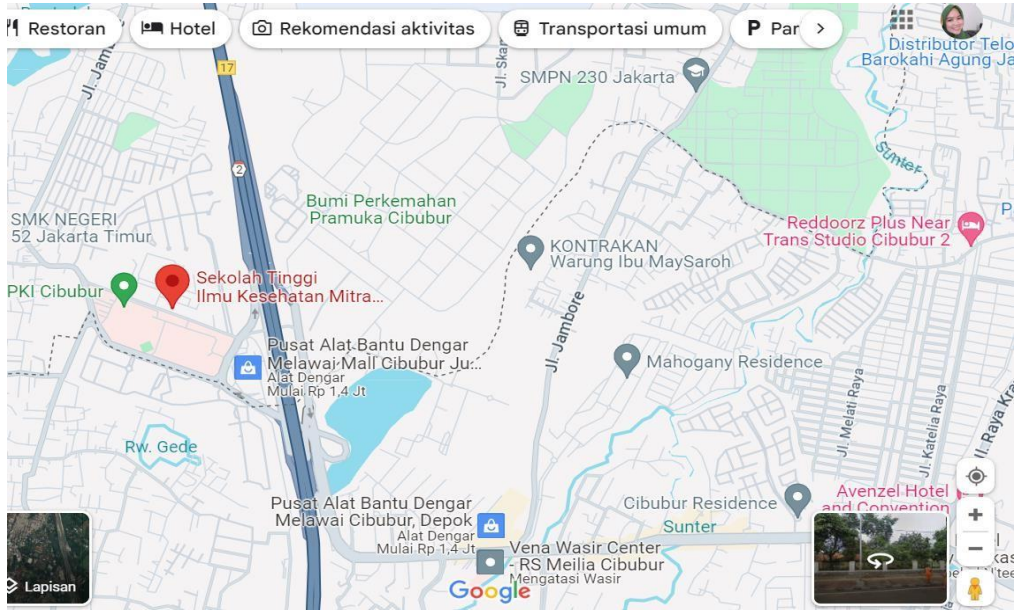 Restoran
Hotel
Rekomendasi aktivitas
Transportasi umum
P Par
Distributor Telo
Barokahi Agung Ja
Jl. Jam
17
Jl. Skar
SMPN 230 Jakarta
2
Sunter
Bumi Perkemahan
Pramuka Cibubur
SMK NEGERI
52 Jakarta Timur
P
Reddoorz Plus Near
Trans Studio Cibubur 2
KONTRAKAN
Warung Ibu MaySaroh
PKI Cibubur
Sekolah Tinggi
Ilmu Kesehatan Mitra...
Jl. Jambore
Pusat Alat Bantu Dengar
Melawai Mall Cibubur Ju...
Alat Dengar
Mulai Rp 1,4 Jt
Mahogany Residence
Jl. Melati Raya
Jl. Katelia Raya
Jl. Raya Kra
Rw. Gede
Pusat Alat Bantu Dengar
Melawai Cibubur, Depok
Alat Dengar
Mulai Rp 1,4 Jt
Cibubur Residence
Sunter
Avenzel Hotel
and Convention
Vena Wasir Center
- RS Meilia Cibubur
Mengatasi Wasir
Lapisan
Google